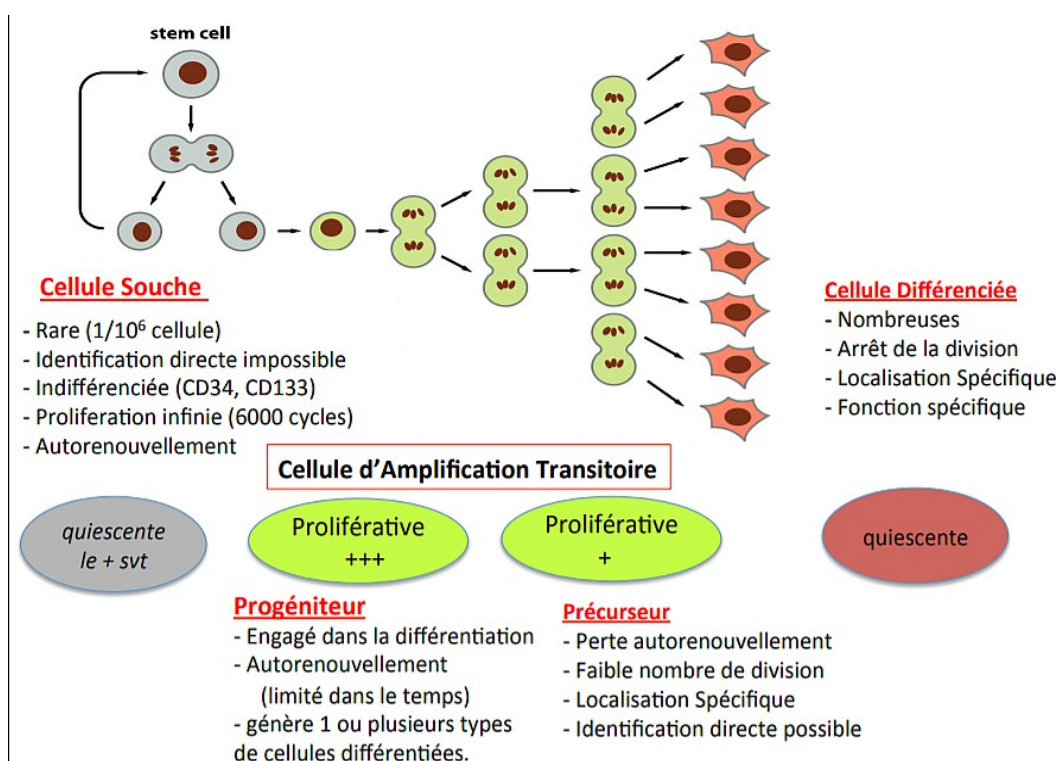 stem cell
Cellule Souche
- Rare (1/10⁶ cellule)
- Identification directe impossible
- Indifférenciée (CD34, CD133)
- Proliferation infinie (6000 cycles)
- Autorenouvellement
Cellule Différenciée
- Nombreuses
- Arrêt de la division
- Localisation Spécifique
- Fonction spécifique
Cellule d'Amplification Transitoire
quiescente
le + svt
Proliférative
+++
Proliférative
+
quiescente
Progéniteur
- Engagé dans la différentiation
- Autorenouvellement
(limité dans le temps)
- génère 1 ou plusieurs types
de cellules différentiées.
Précurseur
- Perte autorenouvellement
- Faible nombre de division
- Localisation Spécifique
- Identification directe possible